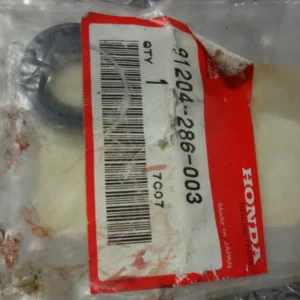 91204-286-003
QTY
1
7C07
HONDA
Made in JAPAN